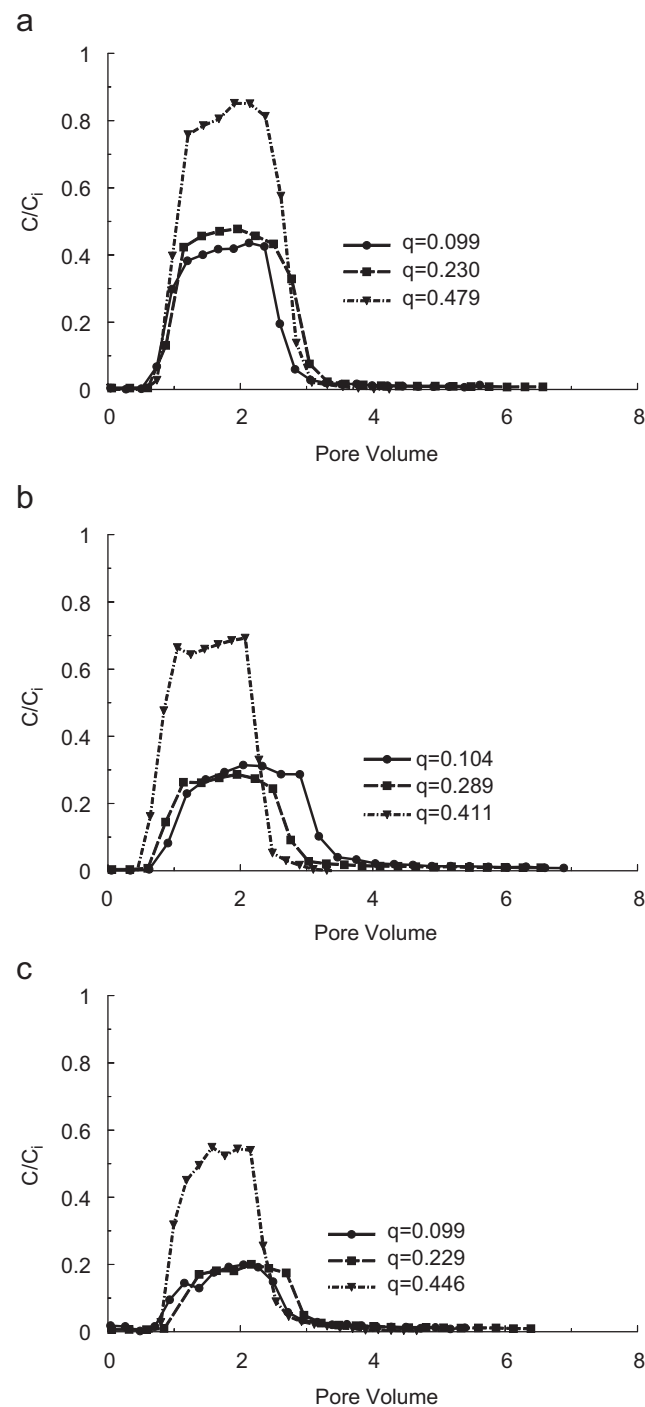 a
1
0.8
0.6
0.4
0.2
0
C/Ci
q=0.099
q=0.230
q=0.479
0 2 4 6 8
Pore Volume
b
1
0.8
0.6
0.4
0.2
0
C/Ci
q=0.104
q=0.289
q=0.411
0 2 4 6 8
Pore Volume
c
1
0.8
0.6
0.4
0.2
0
C/Ci
q=0.099
q=0.229
q=0.446
0 2 4 6 8
Pore Volume